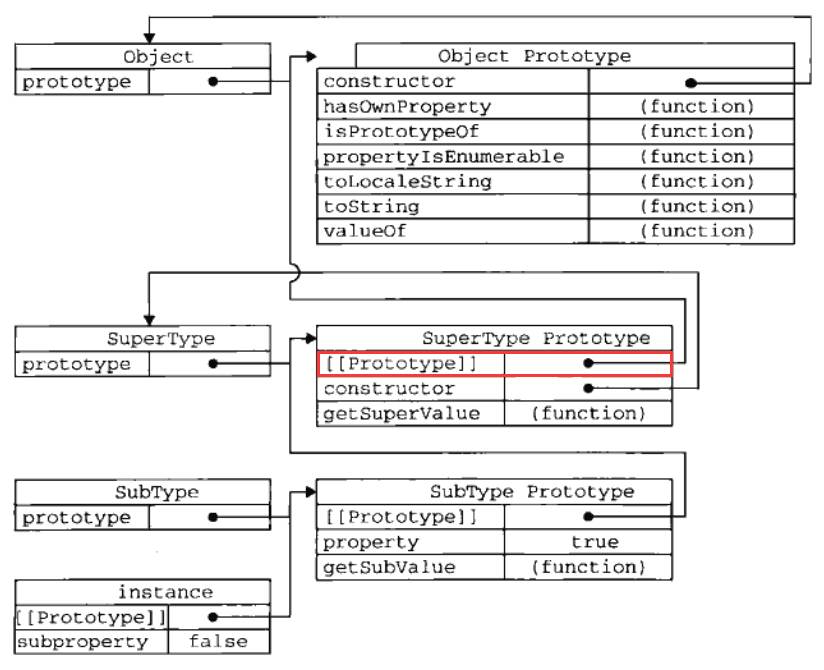 Object
prototype
Object Prototype
constructor
hasOwnProperty (function)
isPrototypeOf (function)
propertyIsEnumerable (function)
toLocaleString (function)
toString (function)
valueOf (function)
SuperType
prototype
SuperType Prototype
[[Prototype]]
constructor
getSuperValue (function)
SubType
prototype
SubType Prototype
[[Prototype]]
property true
getSubValue (function)
instance
[[Prototype]]
subproperty false